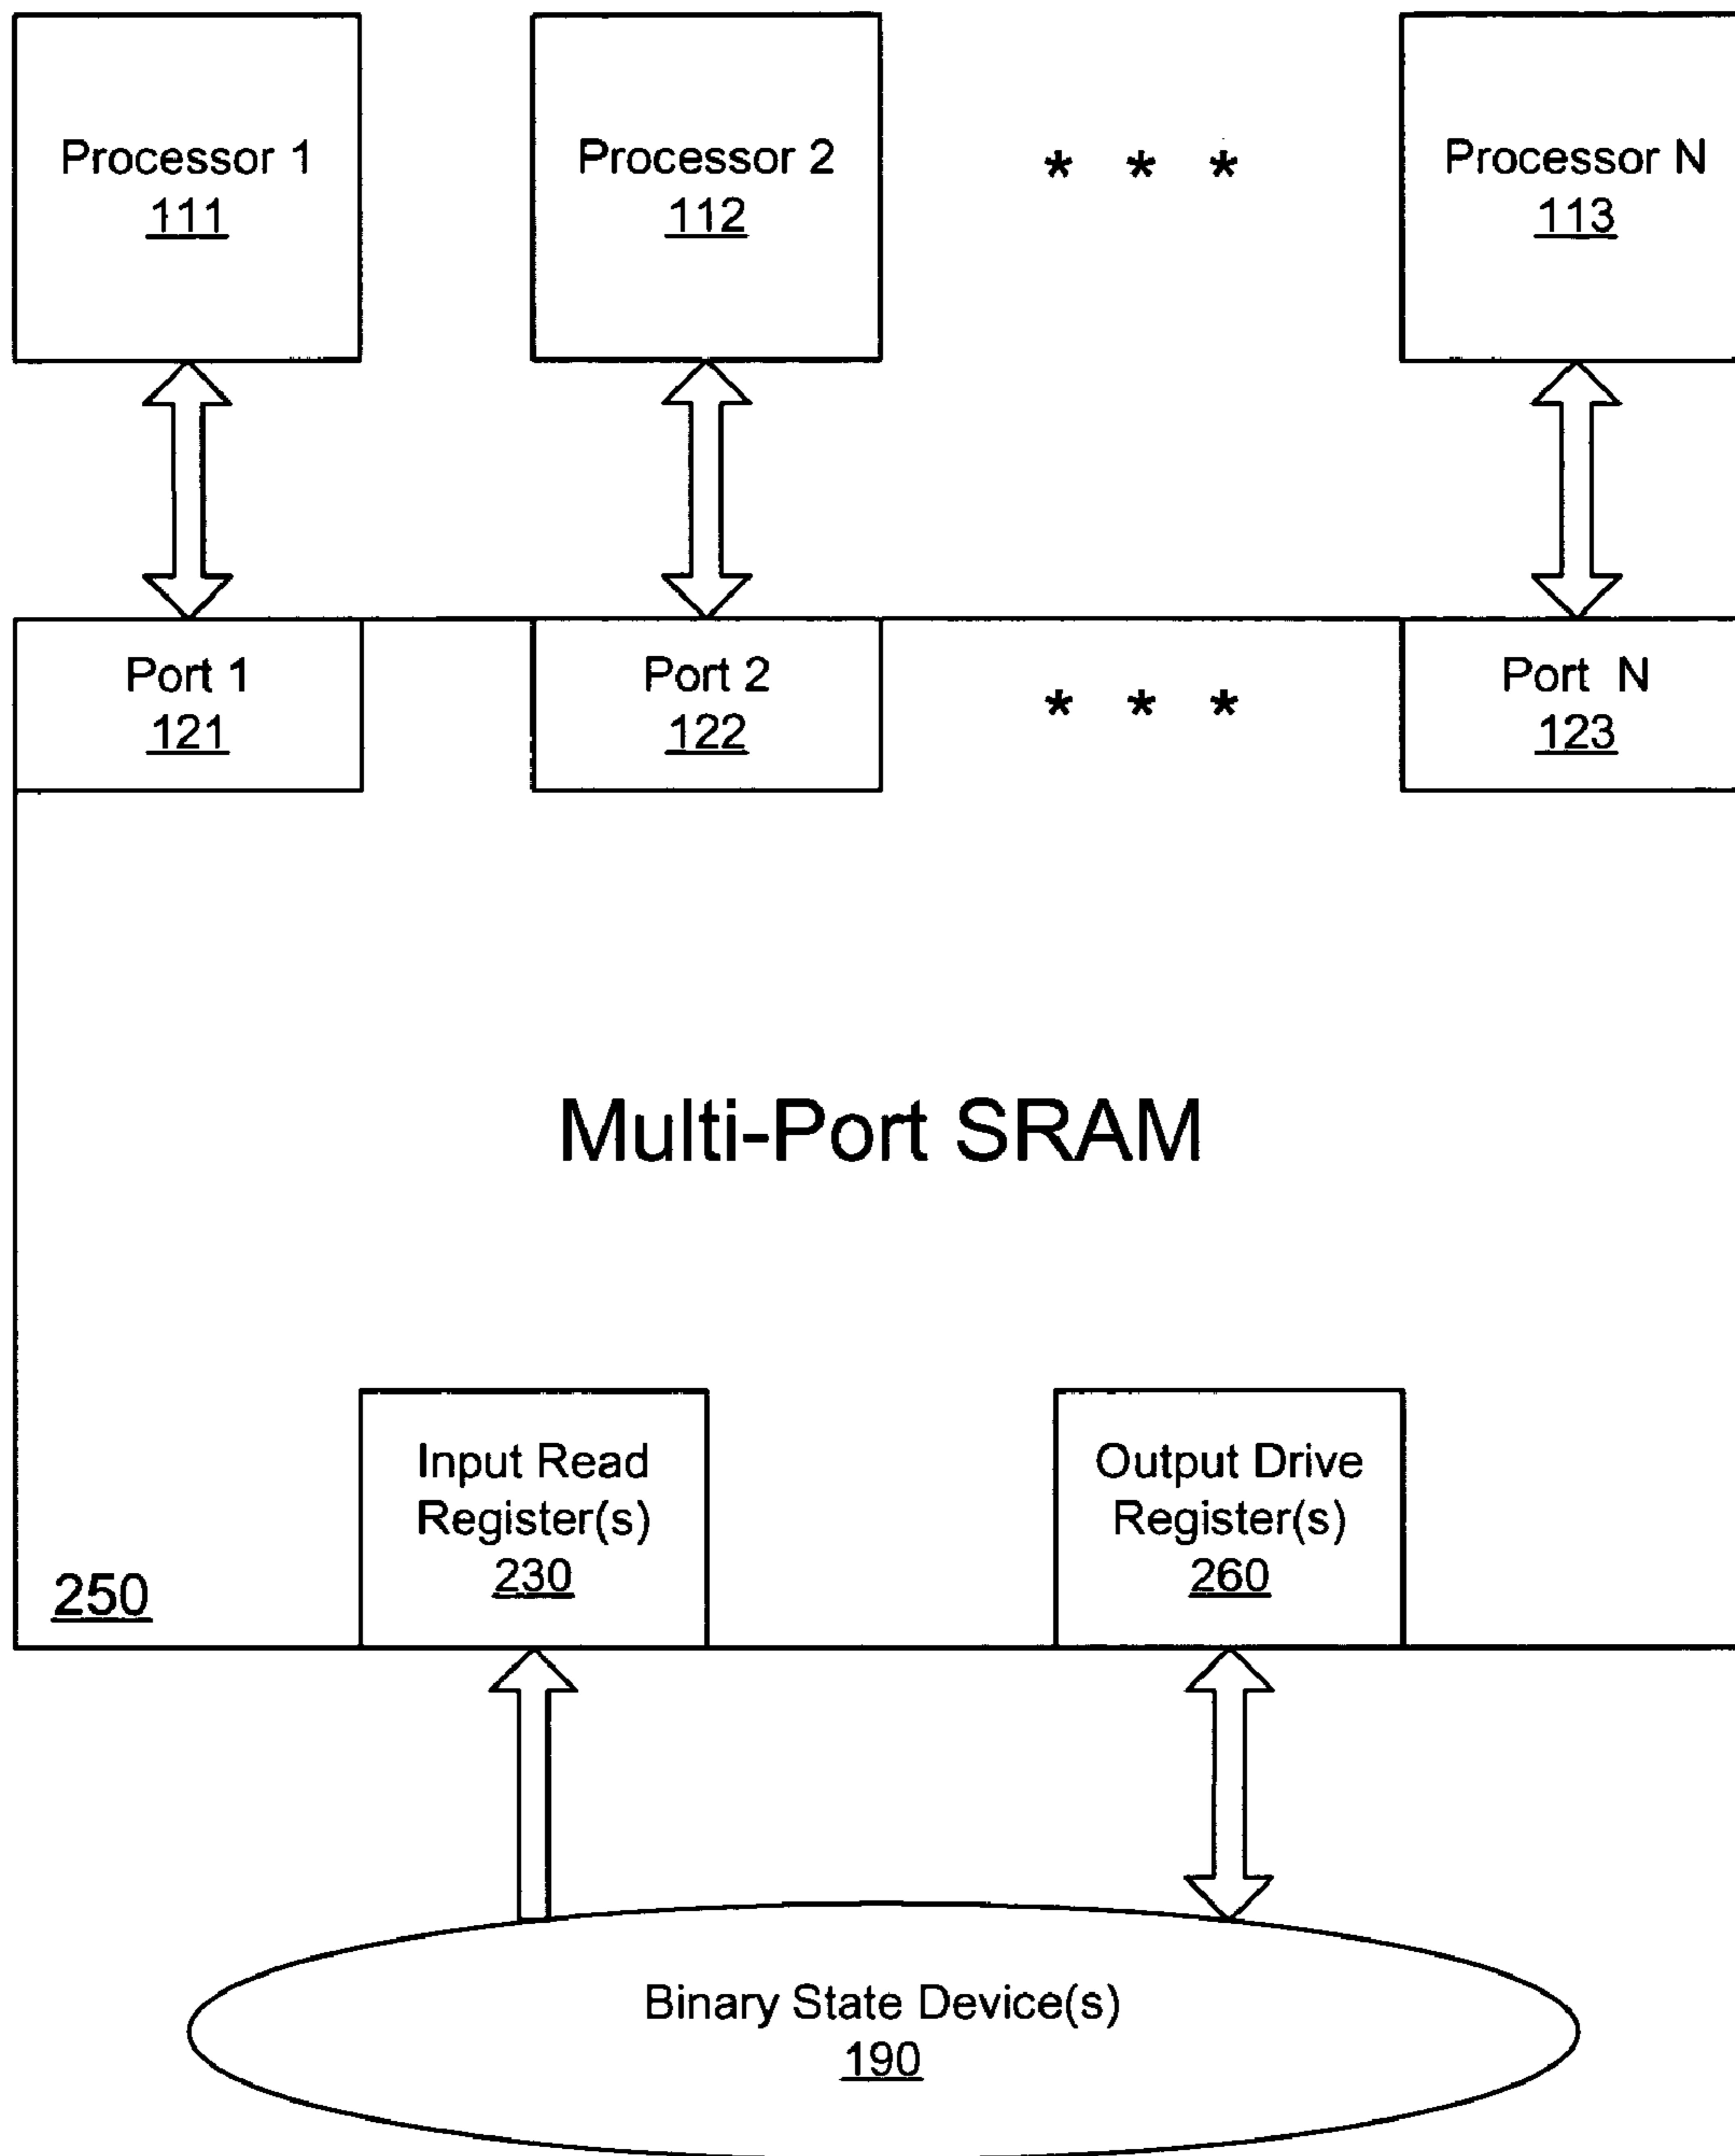 Processor 1
111
Processor 2
112
* * *
Processor N
113
Port 1
121
Port 2
122
* * *
Port N
123
Multi-Port SRAM
Input Read
Register(s)
230
Output Drive
Register(s)
260
250
Binary State Device(s)
190